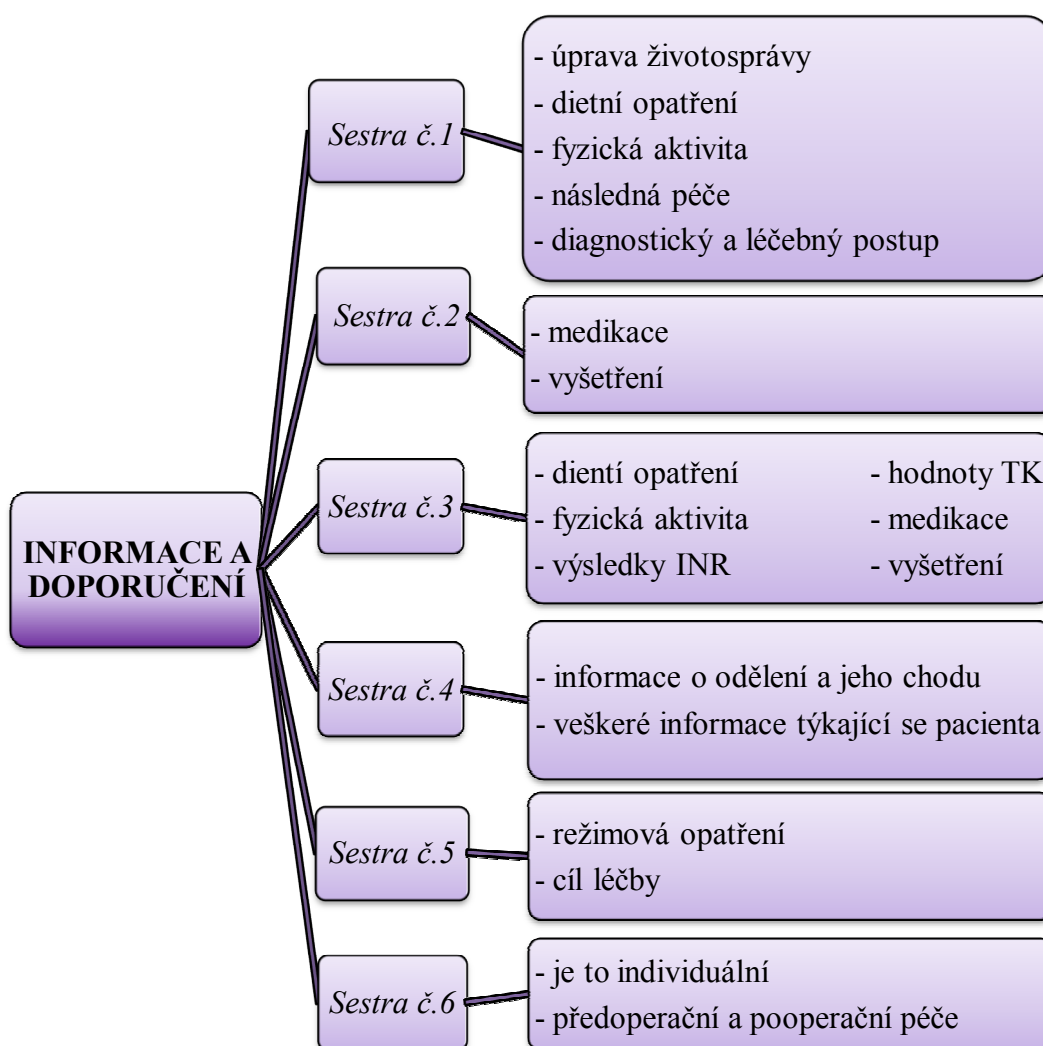 INFORMACE A
DOPORUČENÍ
Sestra č.1
- úprava životosprávy
- dietní opatření
- fyzická aktivita
- následná péče
- diagnostický a léčebný postup
Sestra č.2
- medikace
- vyšetření
Sestra č.3
- dientí opatření
- fyzická aktivita
- výsledky INR
- hodnoty TK
- medikace
- vyšetření
Sestra č.4
- informace o odělení a jeho chodu
- veškeré informace týkající se pacienta
Sestra č.5
- režimová opatření
- cíl léčby
Sestra č.6
- je to individuální
- předoperační a pooperační péče